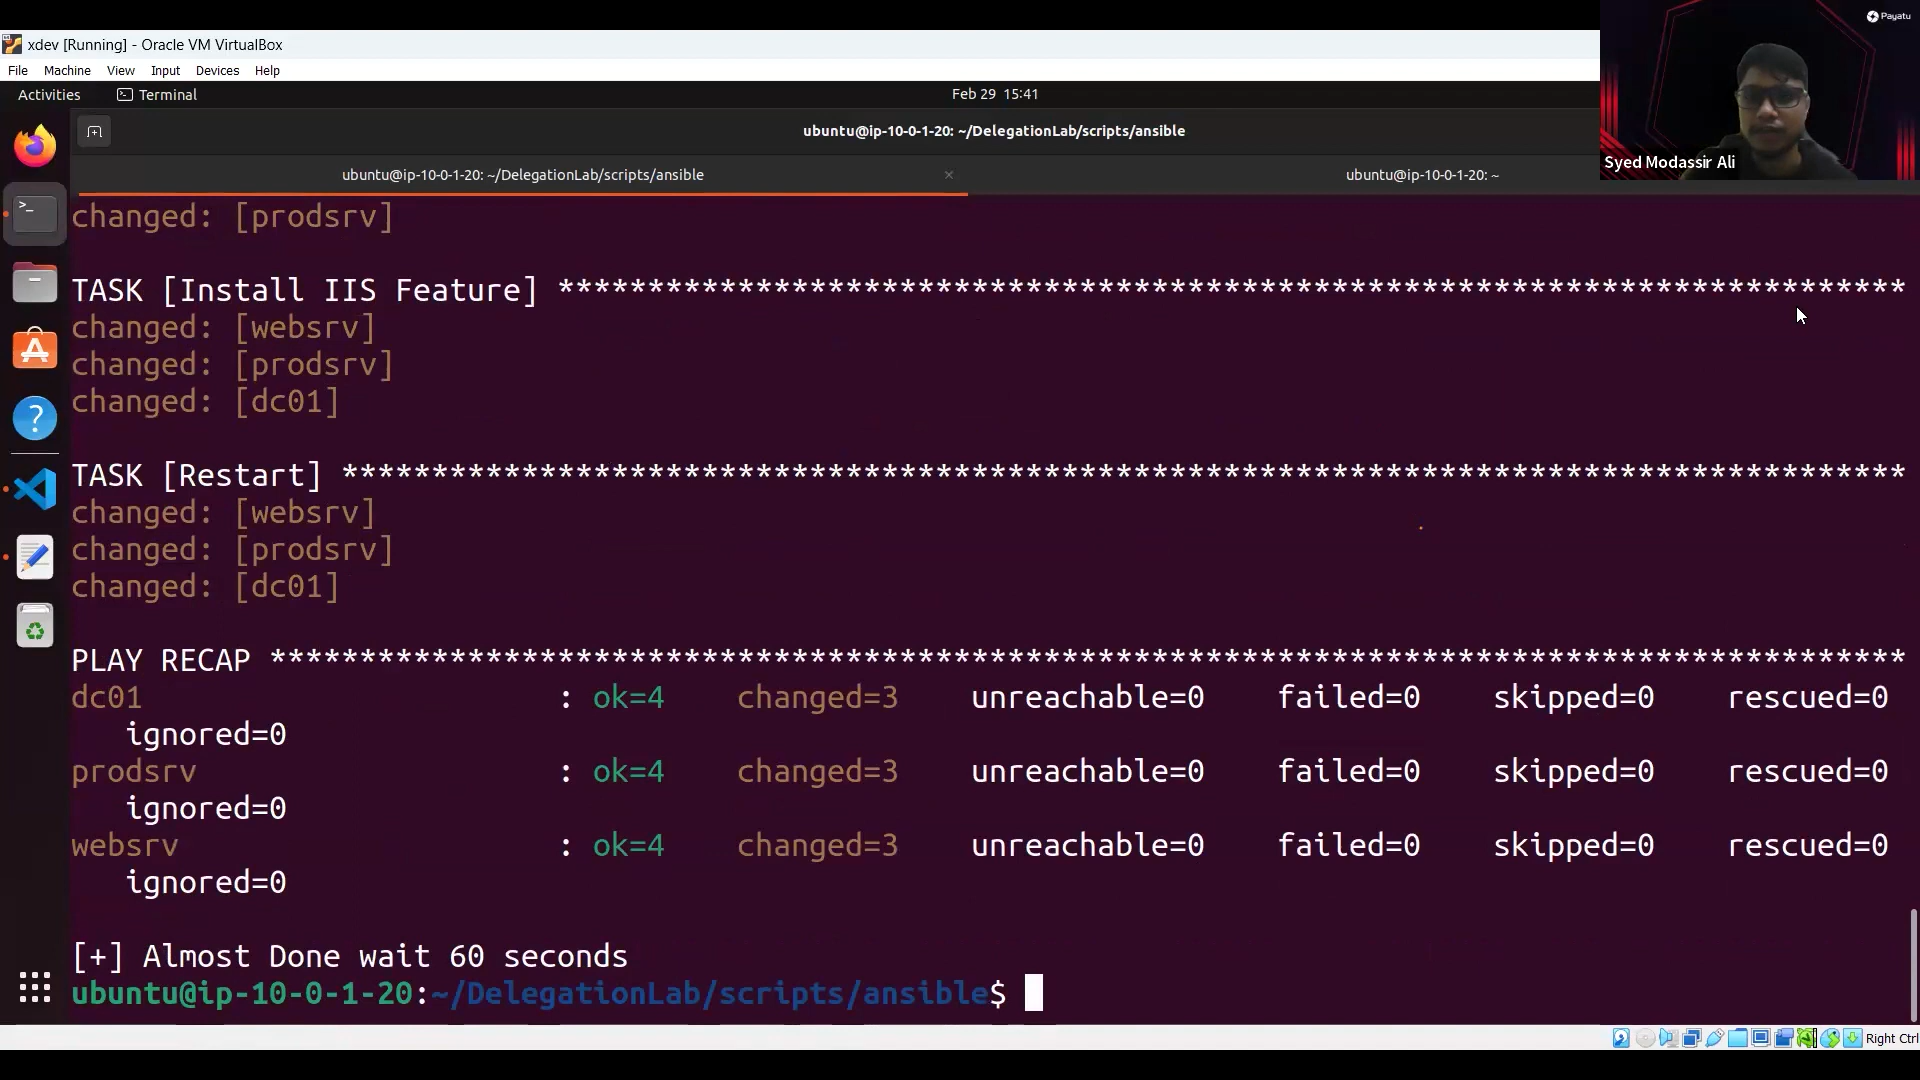 Payatu
xdev [Running] - Oracle VM VirtualBox
File Machine View Input Devices Help
Activities Terminal Feb 29 15:41
ubuntu@ip-10-0-1-20: ~/DelegationLab/scripts/ansible
Syed Modassir Ali
ubuntu@ip-10-0-1-20: ~/DelegationLab/scripts/ansible × ubuntu@ip-10-0-1-20: ~
changed: [prodsrv]
TASK [Install IIS Feature] ***************************************************************************
changed: [websrv]
changed: [prodsrv]
changed: [dc01]
TASK [Restart] ***************************************************************************************
changed: [websrv]
changed: [prodsrv]
changed: [dc01]
PLAY RECAP *******************************************************************************************
dc01 : ok=4 changed=3 unreachable=0 failed=0 skipped=0 rescued=0
ignored=0
prodsrv : ok=4 changed=3 unreachable=0 failed=0 skipped=0 rescued=0
ignored=0
websrv : ok=4 changed=3 unreachable=0 failed=0 skipped=0 rescued=0
ignored=0
[+] Almost Done wait 60 seconds
ubuntu@ip-10-0-1-20:~/DelegationLab/scripts/ansible$
Right Ctrl